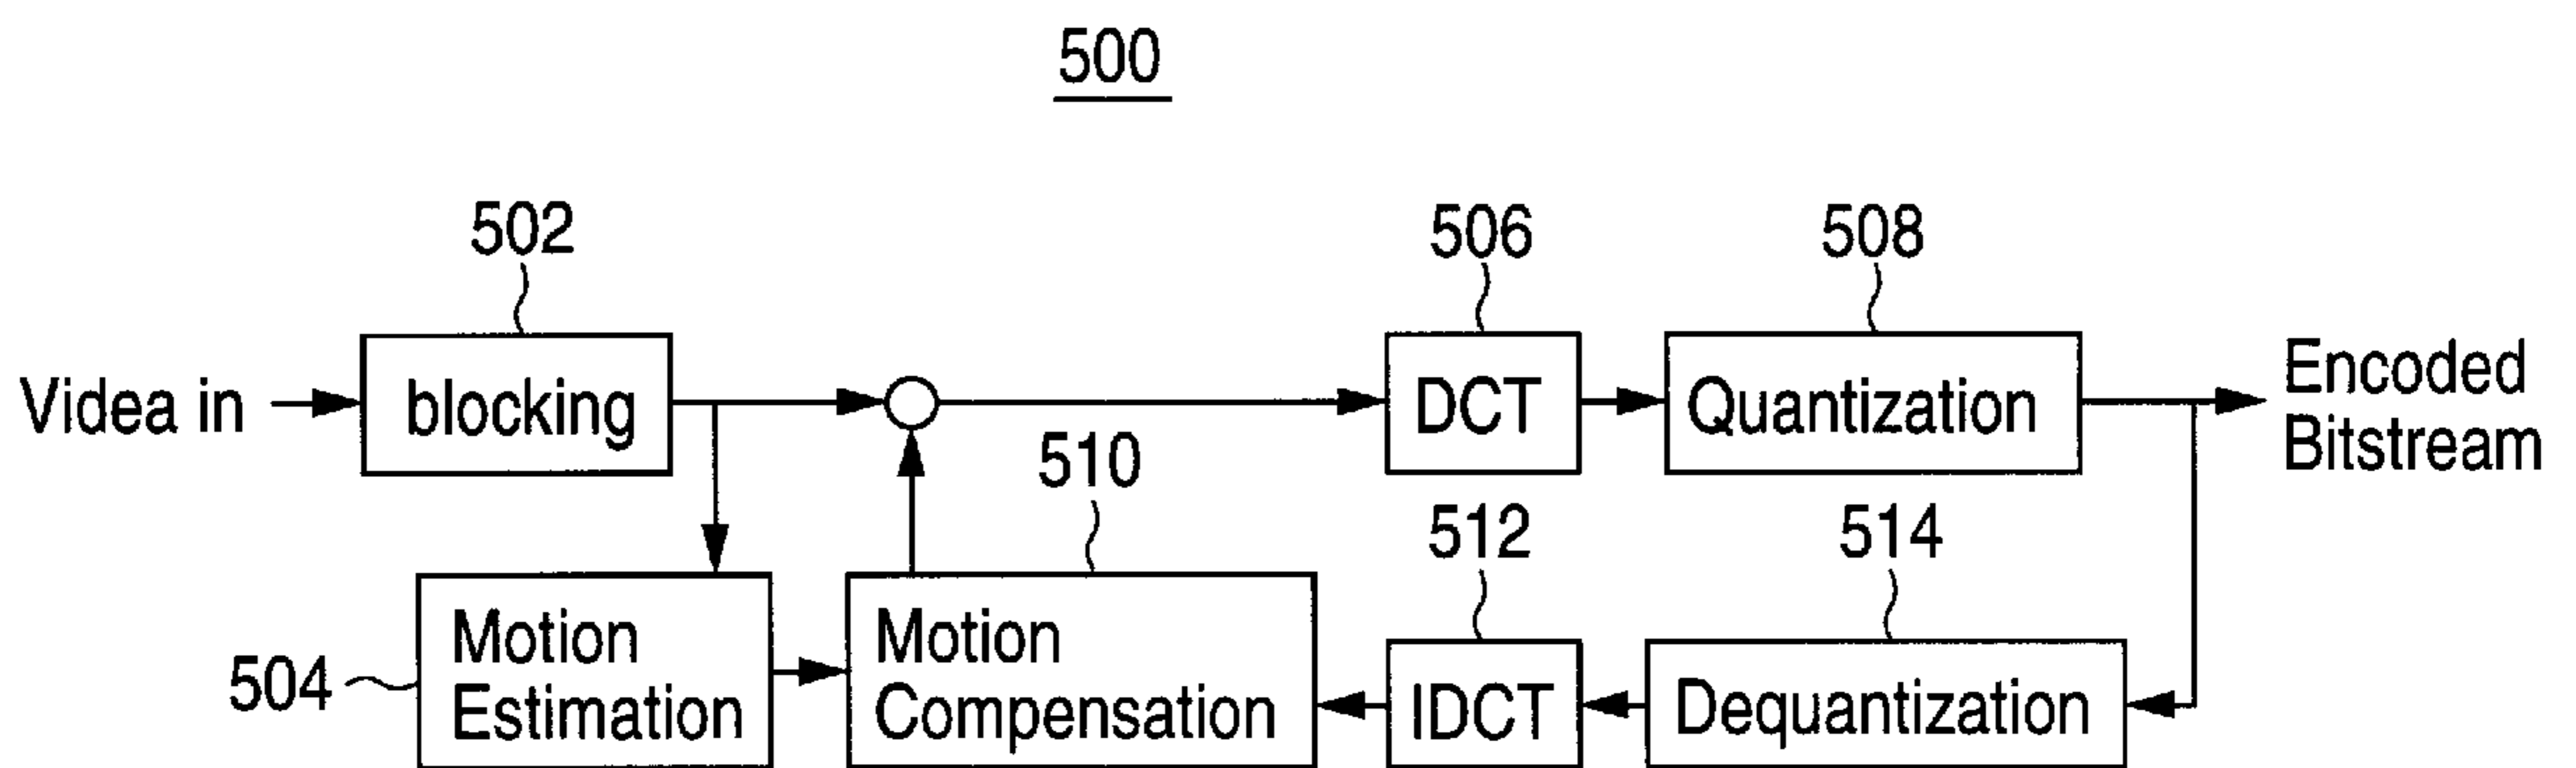 500
502
506
508
Videa in
blocking
DCT
Quantization
Encoded
Bitstream
510
512
514
504
Motion
Estimation
Motion
Compensation
IDCT
Dequantization